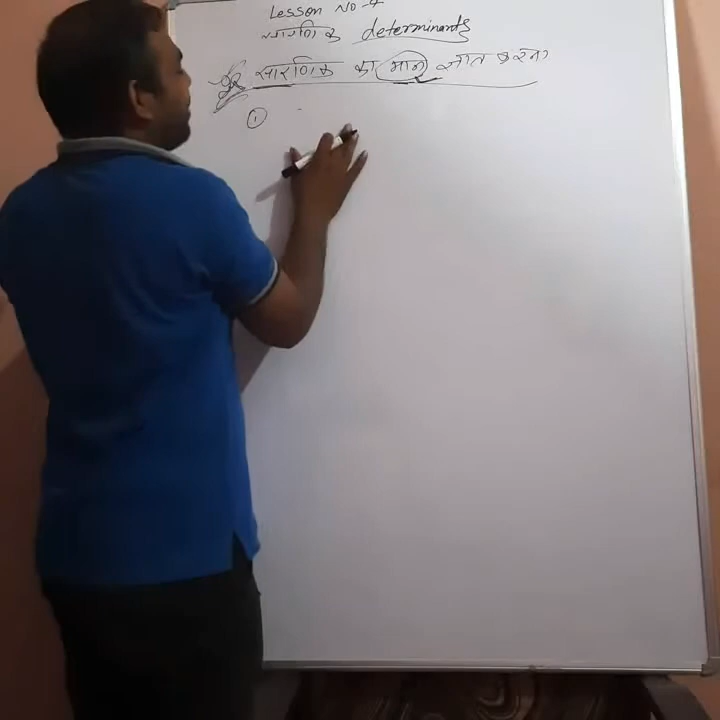 Lesson No-4
सारणिक determinants
सारणिक का मान ज्ञात करना
①